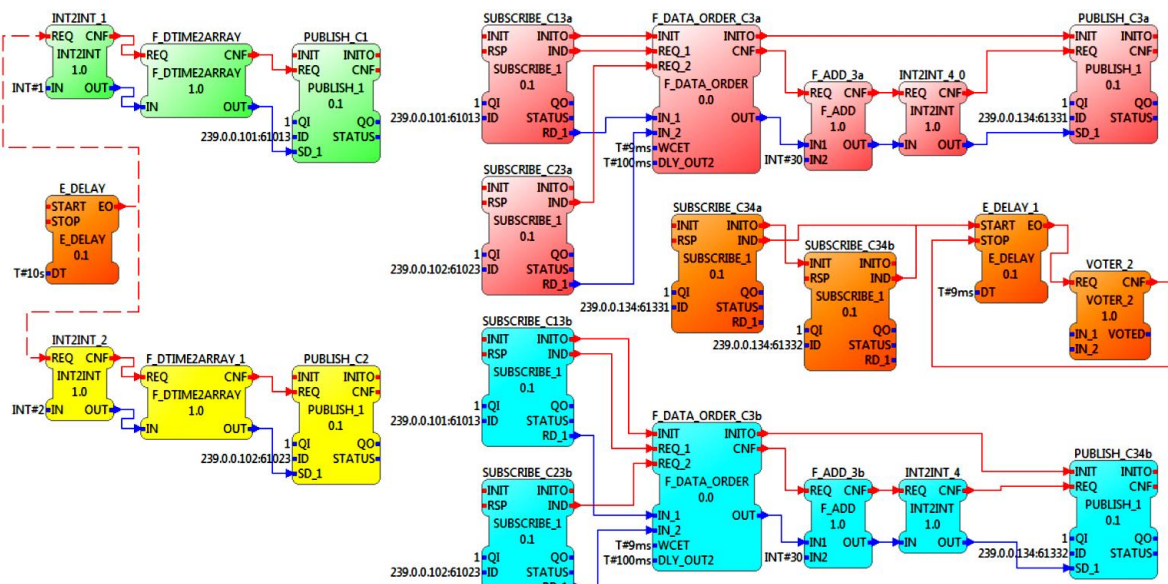 INT2INT_1
REQ CNF
INT2INT
1.0
INT#1 IN OUT
F_DTIME2ARRAY
REQ CNF
F_DTIME2ARRAY
1.0
IN OUT
PUBLISH_C1
INIT INITO
REQ CNF
PUBLISH_1
0.1
1 QI QO
239.0.0.101:61013 ID STATUS
SD_1
E_DELAY
START EO
STOP
E_DELAY
0.1
T#10s DT
INT2INT_2
REQ CNF
INT2INT
1.0
INT#2 IN OUT
F_DTIME2ARRAY_1
REQ CNF
F_DTIME2ARRAY
1.0
IN OUT
PUBLISH_C2
INIT INITO
REQ CNF
PUBLISH_1
0.1
1 QI QO
239.0.0.102:61023 ID STATUS
SD_1
SUBSCRIBE_C13a
INIT INITO
RSP IND
SUBSCRIBE_1
0.1
1 QI QO
239.0.0.101:61013 ID STATUS
RD_1
SUBSCRIBE_C23a
INIT INITO
RSP IND
SUBSCRIBE_1
0.1
1 QI QO
239.0.0.102:61023 ID STATUS
RD_1
F_DATA_ORDER_C3a
INIT INITO
REQ_1 CNF
REQ_2
F_DATA_ORDER
0.0
IN_1 OUT
IN_2
T#9ms WCET
T#100ms DLY_OUT2
F_ADD_3a
REQ CNF
F_ADD
1.0
IN1 OUT
INT#30 IN2
INT2INT_4_0
REQ CNF
INT2INT
1.0
IN OUT
PUBLISH_C3a
INIT INITO
REQ CNF
PUBLISH_1
0.1
1 QI QO
239.0.0.134:61331 ID STATUS
SD_1
SUBSCRIBE_C34a
INIT INITO
RSP IND
SUBSCRIBE_1
0.1
1 QI QO
239.0.0.134:61331 ID STATUS
RD_1
SUBSCRIBE_C34b
INIT INITO
RSP IND
SUBSCRIBE_1
0.1
1 QI QO
239.0.0.134:61332 ID STATUS
RD_1
E_DELAY_1
START EO
STOP
E_DELAY
0.1
T#9ms DT
VOTER_2
REQ CNF
VOTER_2
1.0
IN_1 VOTED
IN_2
SUBSCRIBE_C13b
INIT INITO
RSP IND
SUBSCRIBE_1
0.1
1 QI QO
239.0.0.101:61013 ID STATUS
RD_1
SUBSCRIBE_C23b
INIT INITO
RSP IND
SUBSCRIBE_1
0.1
1 QI QO
239.0.0.102:61023 ID STATUS
F_DATA_ORDER_C3b
INIT INITO
REQ_1 CNF
REQ_2
F_DATA_ORDER
0.0
IN_1 OUT
IN_2
T#9ms WCET
T#100ms DLY_OUT2
F_ADD_3b
REQ CNF
F_ADD
1.0
IN1 OUT
INT#30 IN2
INT2INT_4
REQ CNF
INT2INT
1.0
IN OUT
PUBLISH_C34b
INIT INITO
REQ CNF
PUBLISH_1
0.1
1 QI QO
239.0.0.134:61332 ID STATUS
SD_1